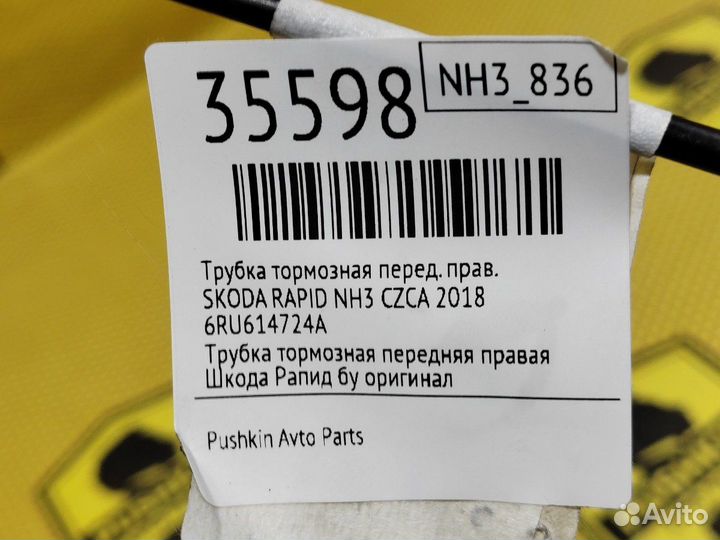 35598
NH3_836
Трубка тормозная перед. прав.
SKODA RAPID NH3 CZCA 2018
6RU614724A
Трубка тормозная передняя правая
Шкода Рапид бу оригинал
Pushkin Avto Parts
Avito